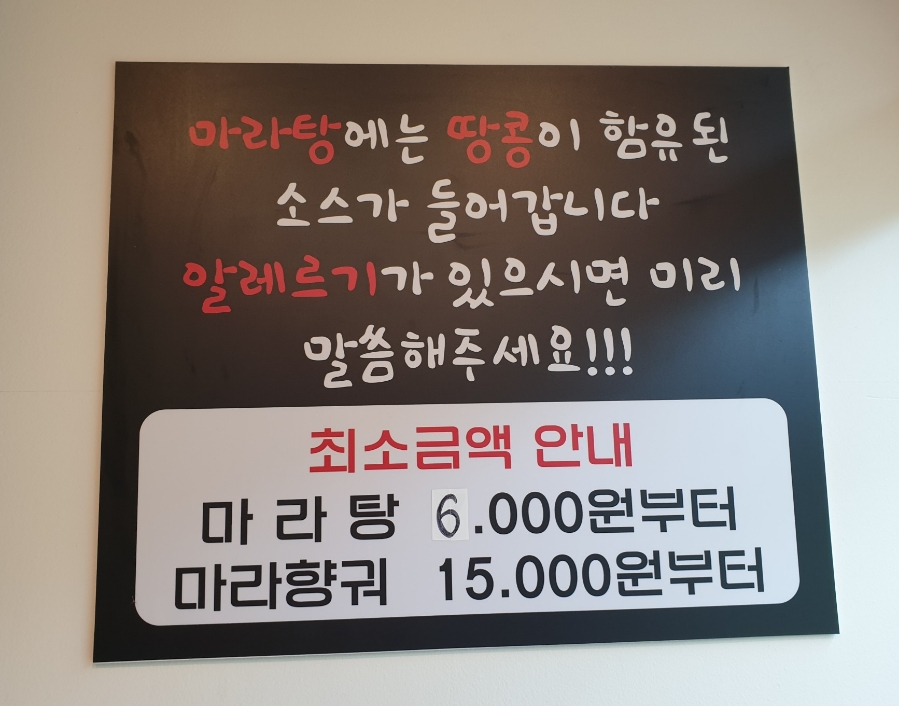 마라탕에는 땅콩이 함유된
소스가 들어갑니다
알레르기가 있으시면 미리
말씀해주세요!!!
최소금액 안내
마라탕 6.000원부터
마라향궈 15.000원부터